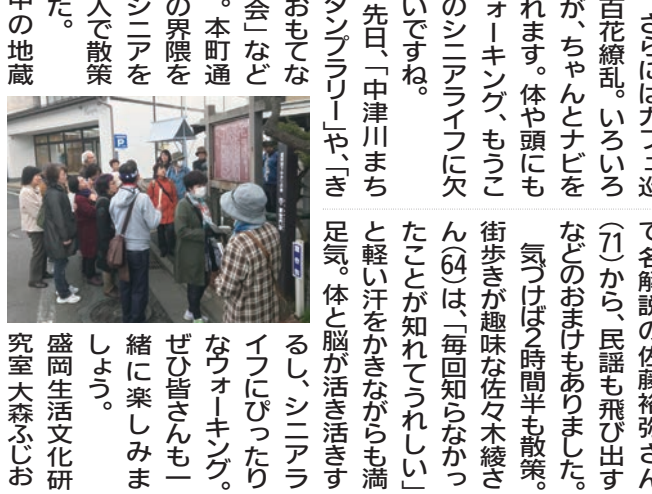 さらにはカフェ巡
百花繚乱。いろいろ
が、ちゃんとナビを
れます。体や頭にも
ォーキング、もうこ
のシニアライフに欠
いですね。
先日、「中津川まち
タンプラリー」や、「き
おもてな
会」など
。本町通
の界隈を
シニアを
人で散策
た。
中の地蔵
P
て名解説の佐藤裕弥さん
(71)から、民謡も飛び出す
などのおまけもありました。
気づけば2時間半も散策。
街歩きが趣味な佐々木綾さ
ん(64)は、「毎回知らなかっ
たことが知れてうれしい」
と軽い汗をかきながらも満
足気。体と脳が活き活きす
るし、シニアラ
イフにぴったり
なウォーキング。
ぜひ皆さんも一
緒に楽しみま
しょう。
盛岡生活文化研
究室 大森ふじお